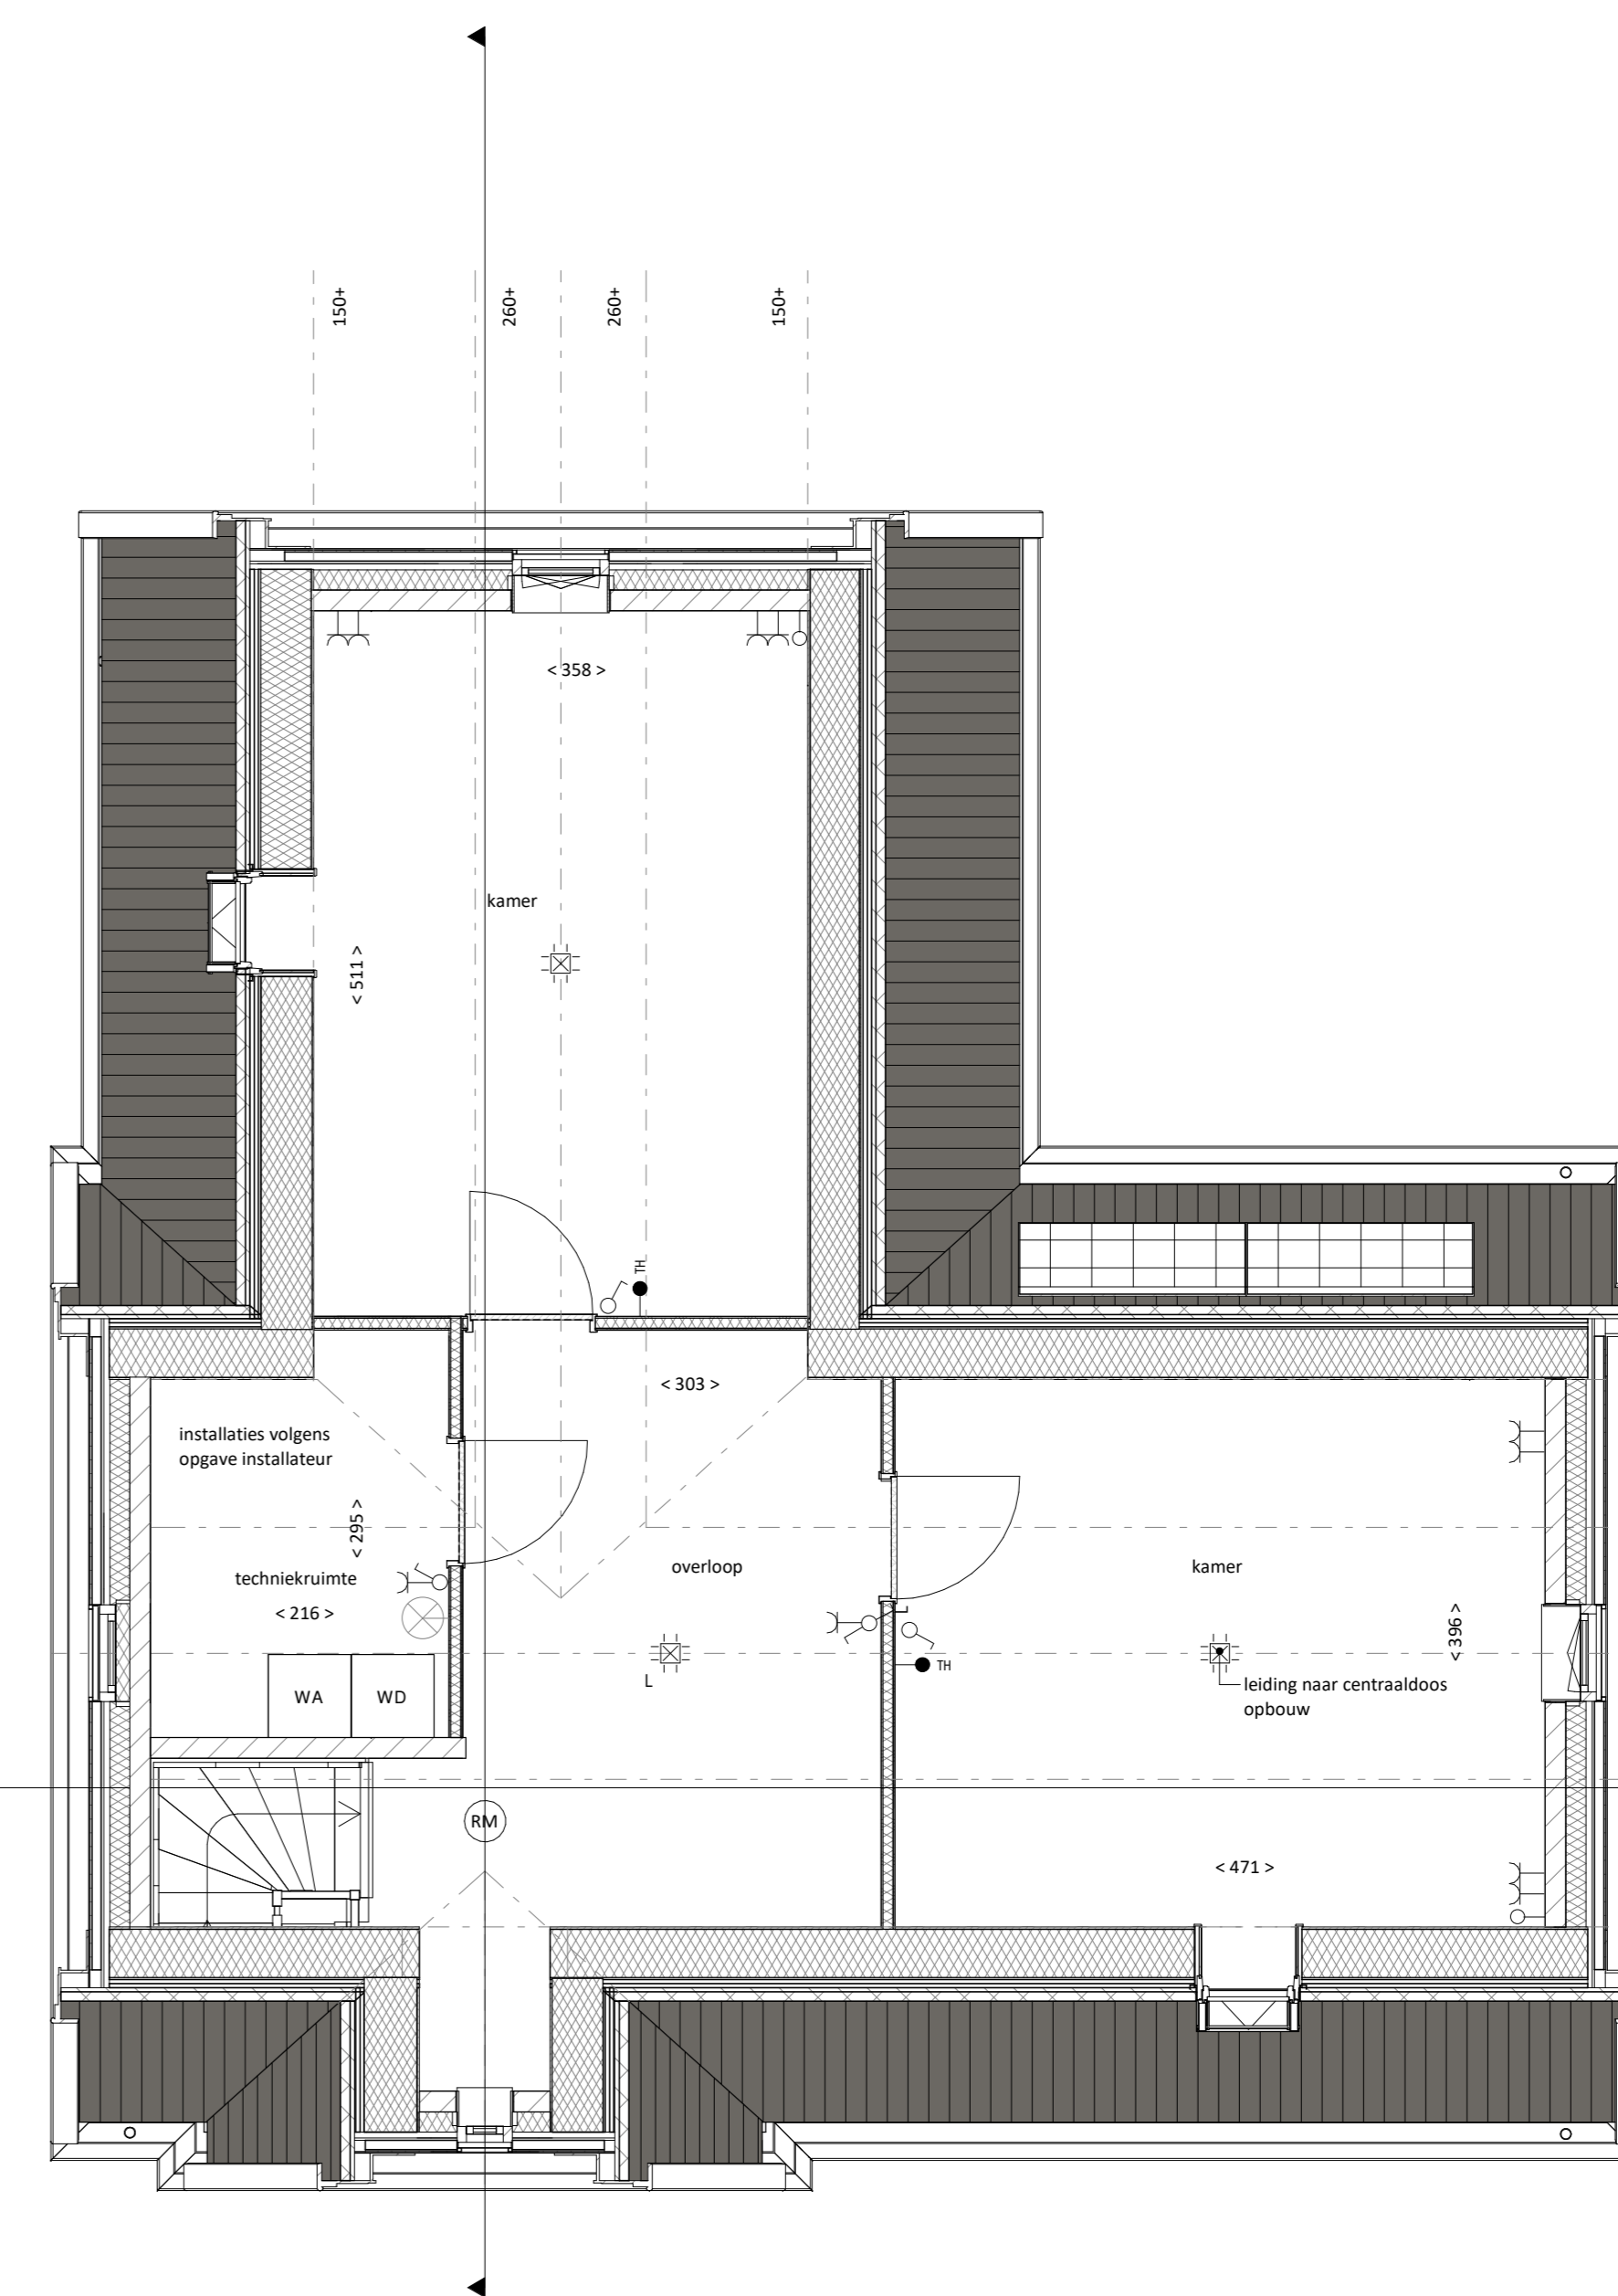 150+
260+
260+
150+
< 358 >
kamer
< 511 >
TH
< 303 >
installaties volgens
opgave installateur
< 295 >
techniekruimte
< 216 >
overloop
kamer
< 396 >
L
TH
L
leiding naar centraaldoos
opbouw
WA
WD
RM
< 471 >